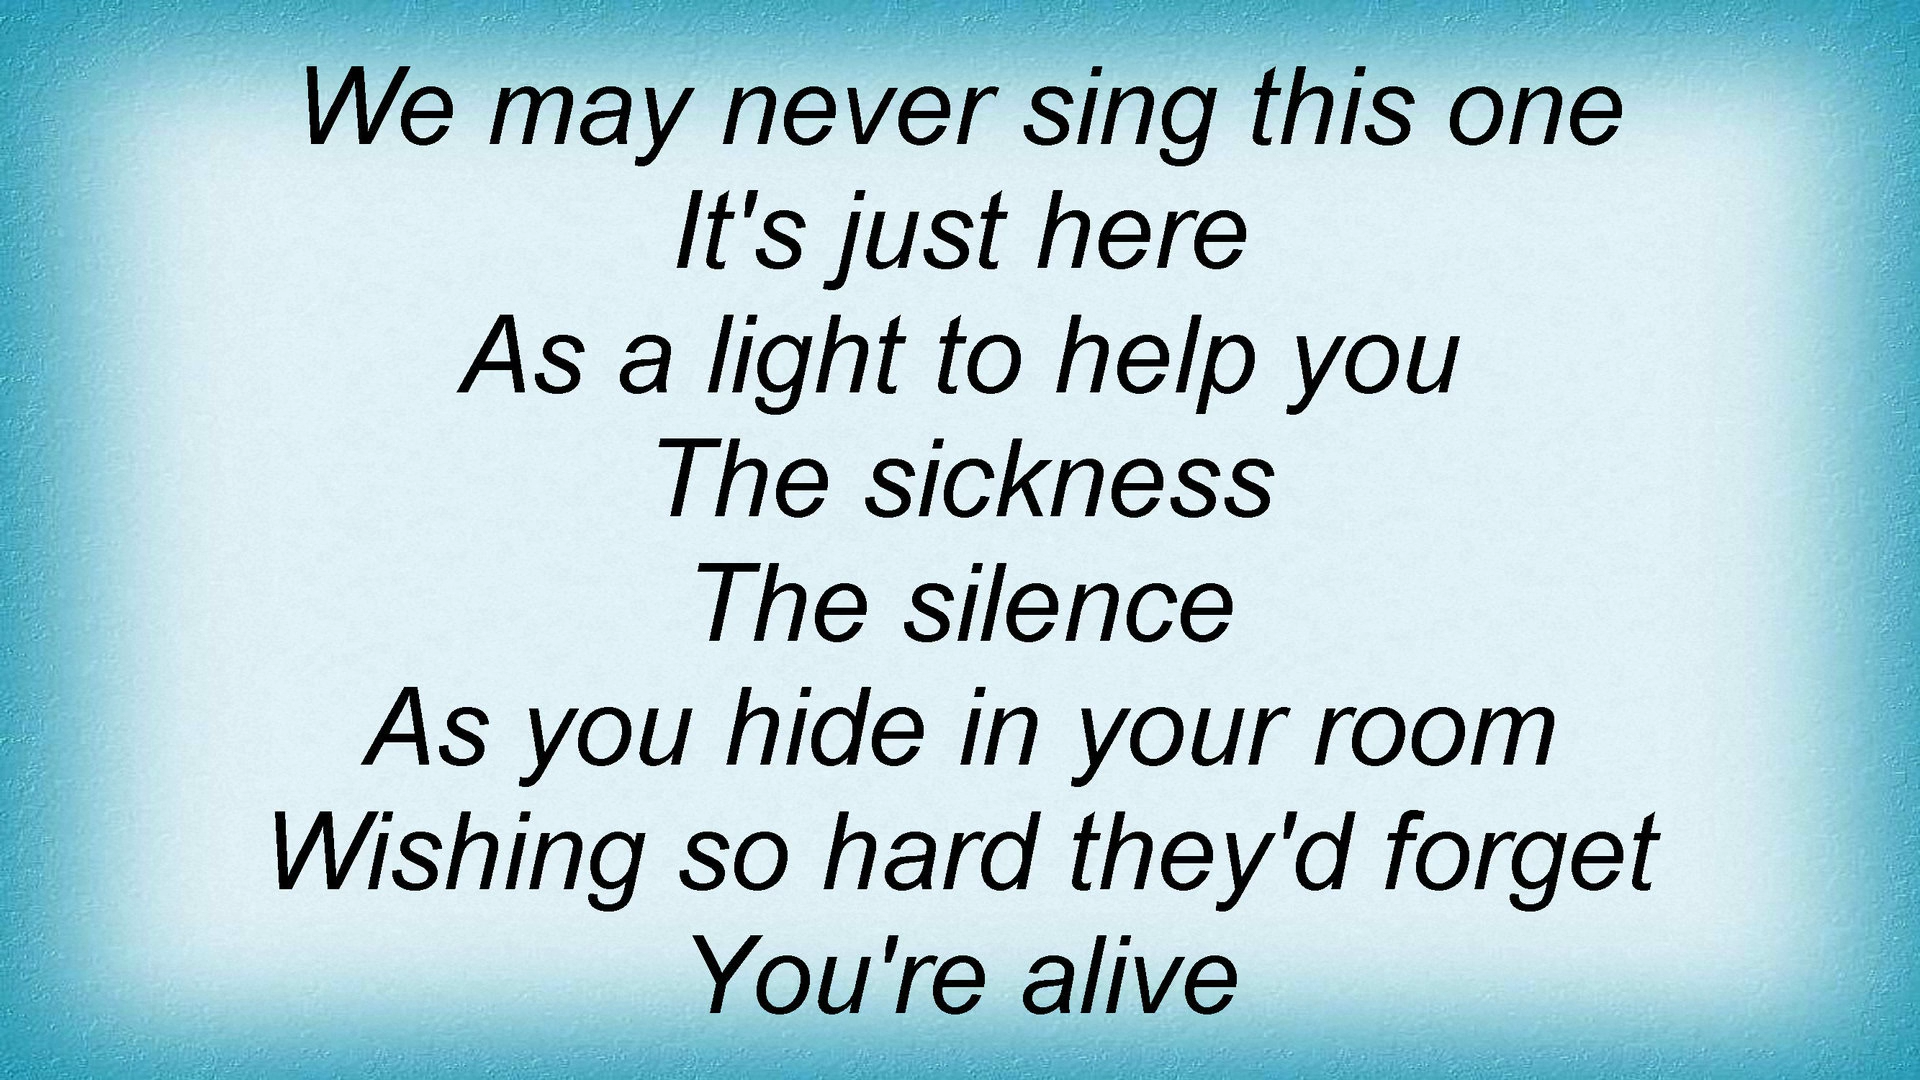 We may never sing this one
It's just here
As a light to help you
The sickness
The silence
As you hide in your room
Wishing so hard they'd forget
You're alive